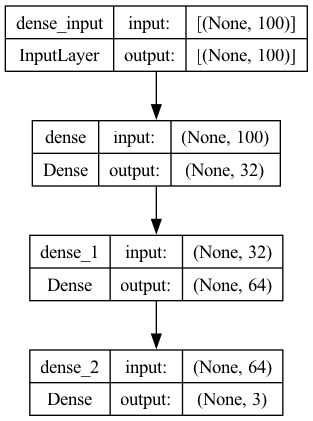 dense_input input: [(None, 100)]
InputLayer output: [(None, 100)]
dense input: (None, 100)
Dense output: (None, 32)
dense_1 input: (None, 32)
Dense output: (None, 64)
dense_2 input: (None, 64)
Dense output: (None, 3)